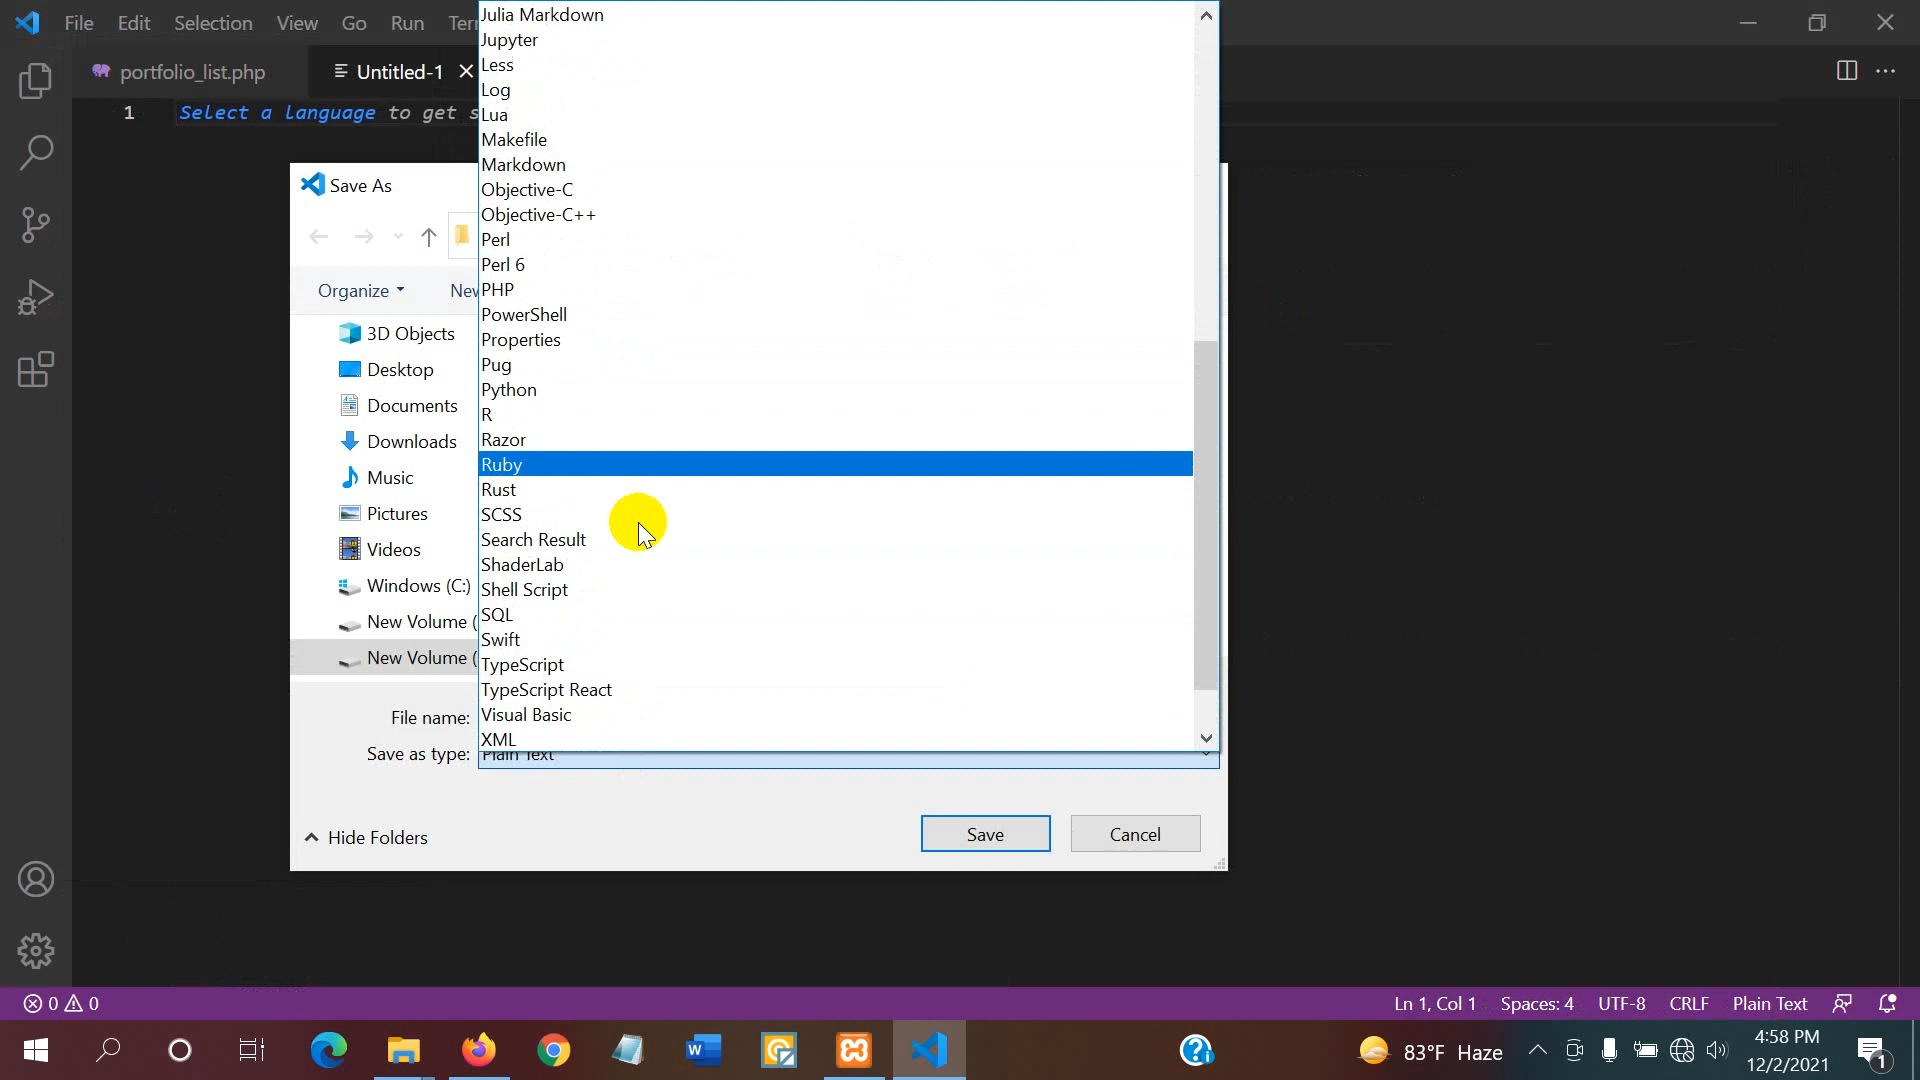 File Edit Selection View Go Run Ter
portfolio_list.php
Untitled-1
1
Select a language to get s
Save As
Organize
New
3D Objects
Desktop
Documents
Downloads
Music
Pictures
Videos
Windows (C:)
New Volume (
New Volume (
Julia Markdown
Jupyter
Less
Log
Lua
Makefile
Markdown
Objective-C
Objective-C++
Perl
Perl 6
PHP
PowerShell
Properties
Pug
Python
R
Razor
Ruby
Rust
SCSS
Search Result
ShaderLab
Shell Script
SQL
Swift
TypeScript
TypeScript React
Visual Basic
XML
File name:
Save as type: Plain Text
Hide Folders
Save
Cancel
0 0
Ln 1, Col 1 Spaces: 4 UTF-8 CRLF Plain Text
83°F Haze
4:58 PM
12/2/2021
1